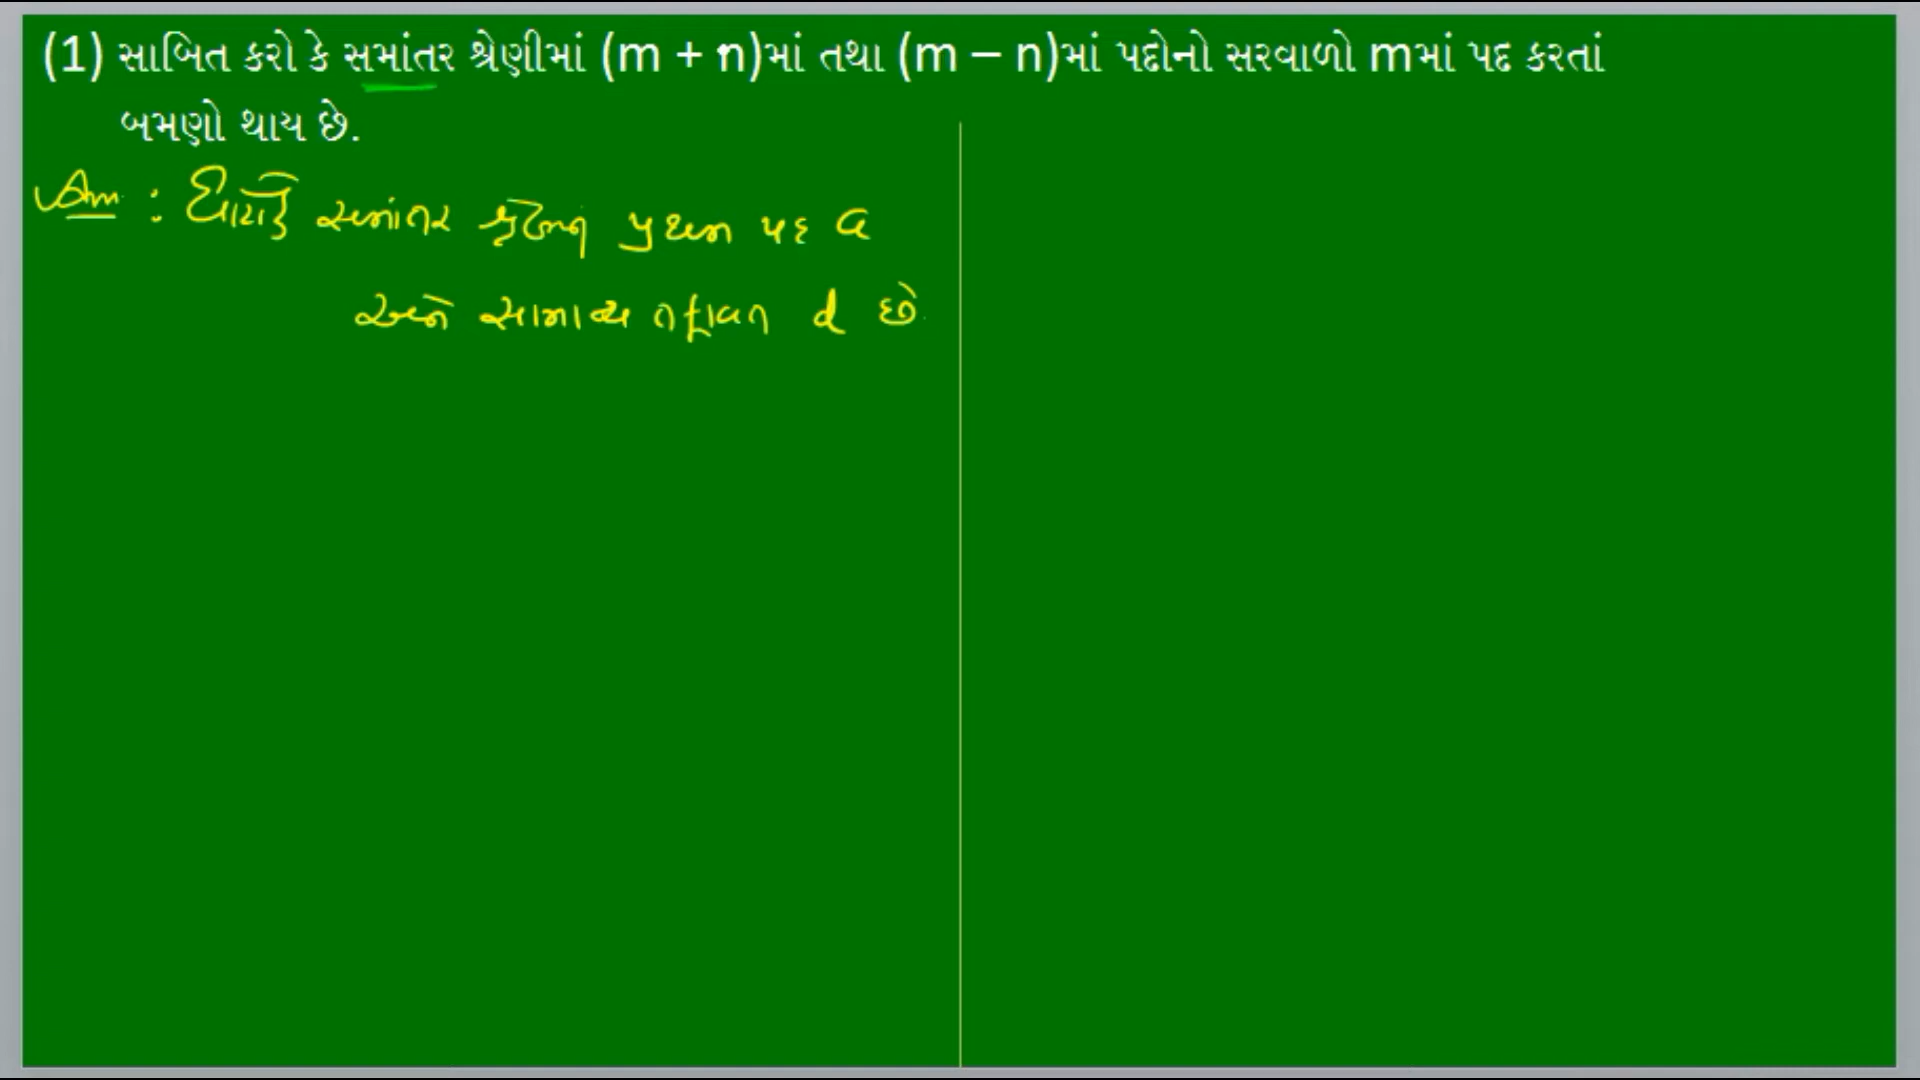 (1) સાબિત કરો કે સમાંતર શ્રેણીમાં (m + n)માં તથા (m – n)માં પદોનો સરવાળો mમાં પદ કરતાં
બમણો થાય છે.
Ans : ધારોકે સમાંતર શ્રેણીનું પ્રથમ પદ a
અને સામાન્ય તફાવત d છે.